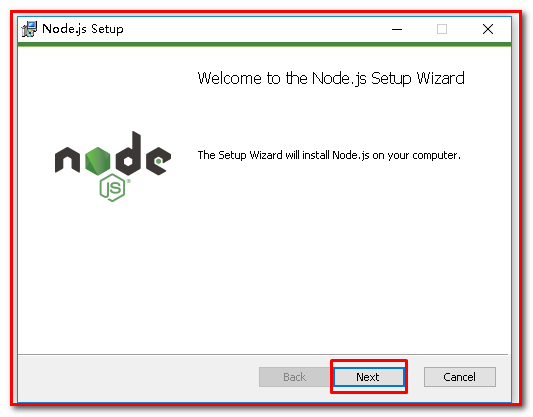 Node.js Setup
Welcome to the Node.js Setup Wizard
The Setup Wizard will install Node.js on your computer.
node
JS®
Back
Next
Cancel